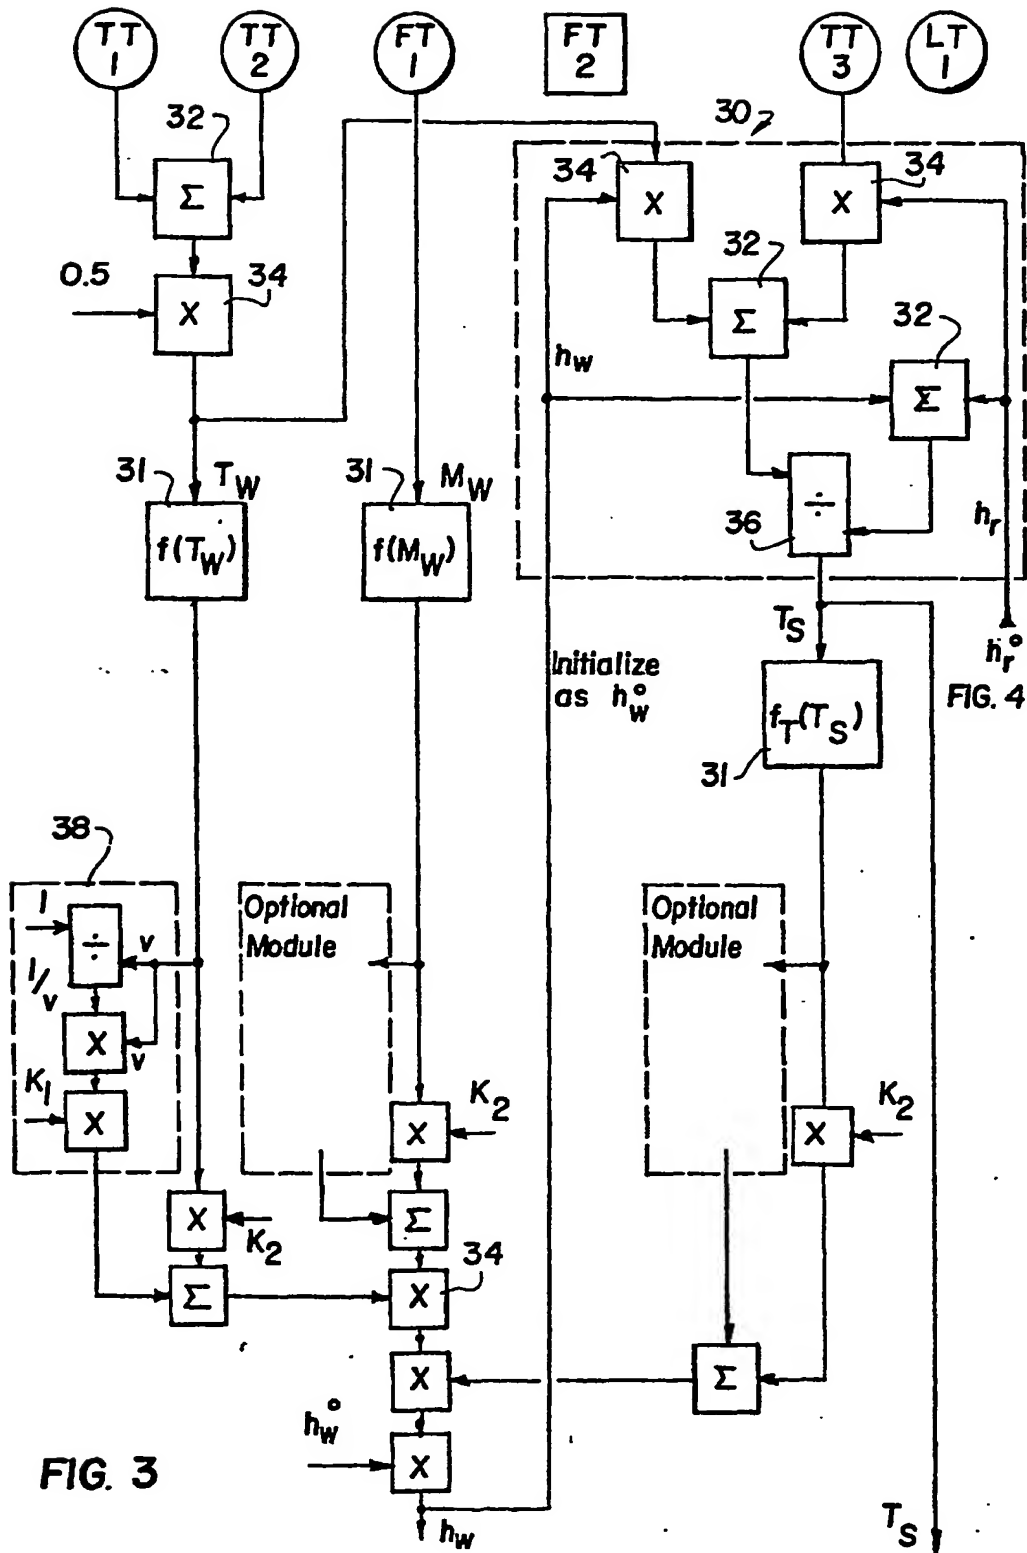 TT 1
TT 2
FT 1
FT 2
TT 3
LT 1
30
32
Σ
34
X
34
X
0.5
34
X
32
Σ
32
Σ
hw
31
TW
f(TW)
31
MW
f(MW)
36
÷
hr
TS
hr°
Initialize
as hw°
FIG. 4
fT(TS)
31
38
1
÷
v
1/v
X
v
K1
X
Optional
Module
Optional
Module
X
K2
X
K2
X
K2
Σ
Σ
34
X
X
Σ
hw°
X
FIG. 3
hw
TS